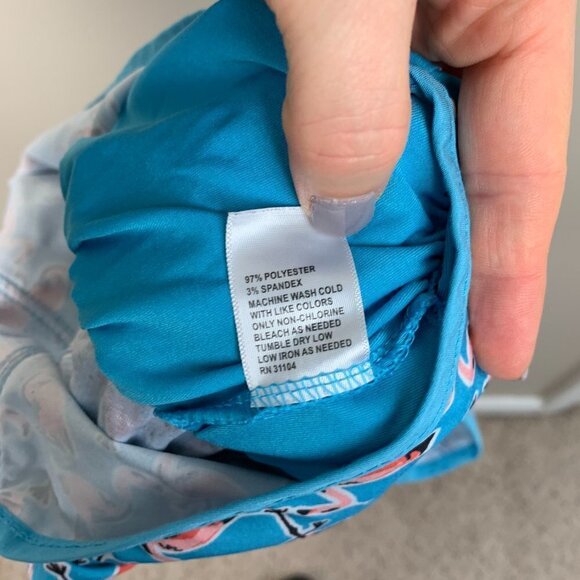 97% POLYESTER
3% SPANDEX
MACHINE WASH COLD
WITH LIKE COLORS
ONLY NON-CHLORINE
BLEACH AS NEEDED
TUMBLE DRY LOW
LOW IRON AS NEEDED
RN 31104